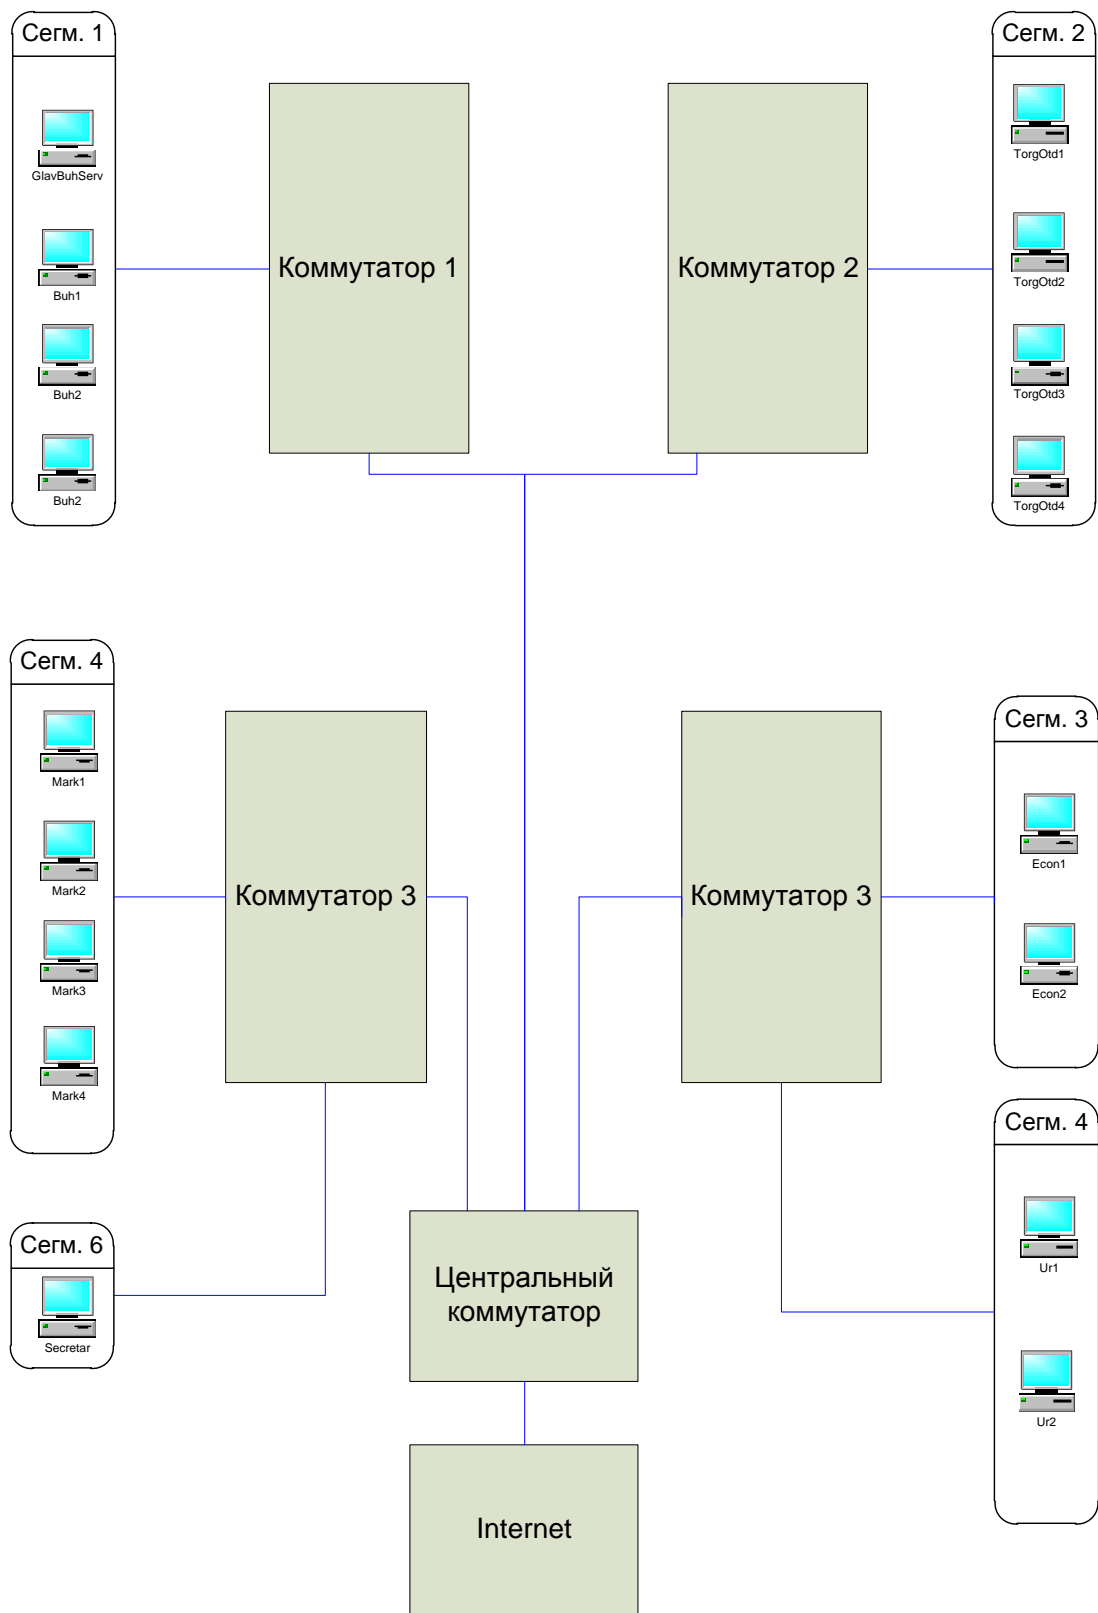 Сегм. 1
GlavBuhServ
Buh1
Buh2
Buh2
Коммутатор 1
Коммутатор 2
Сегм. 2
TorgOtd1
TorgOtd2
TorgOtd3
TorgOtd4
Сегм. 4
Mark1
Mark2
Mark3
Mark4
Коммутатор 3
Коммутатор 3
Сегм. 3
Econ1
Econ2
Сегм. 6
Secretar
Центральный
коммутатор
Сегм. 4
Ur1
Ur2
Internet